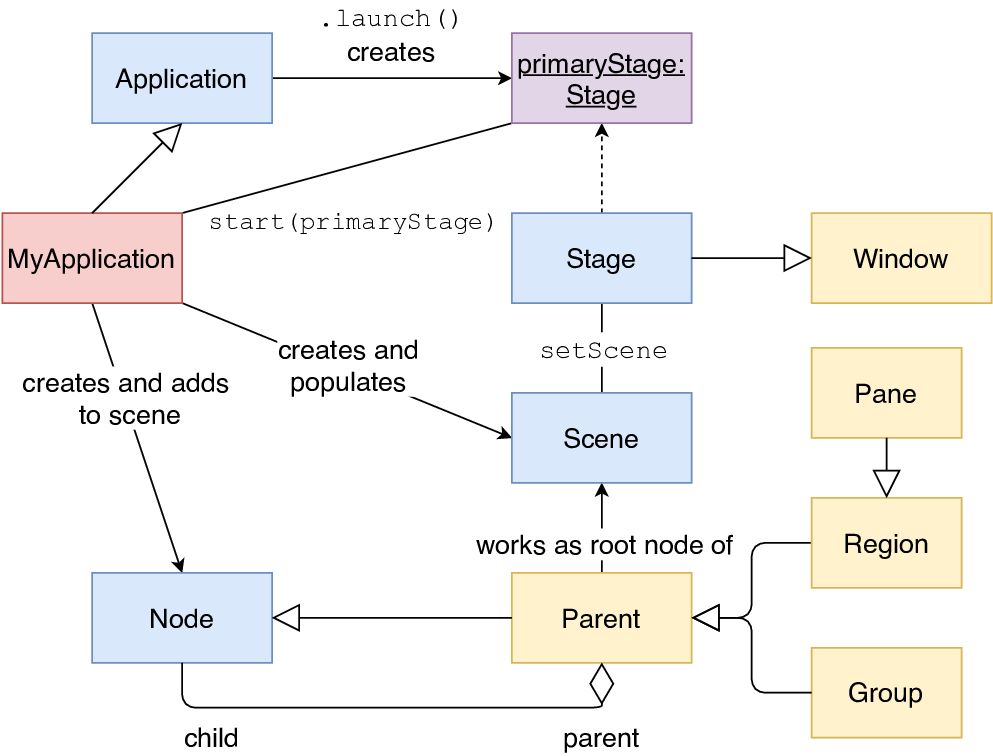 .launch()
creates
Application
primaryStage:
Stage
start(primaryStage)
MyApplication
Stage
Window
setScene
creates and
populates
creates and adds
to scene
Pane
Scene
works as root node of
Region
Node
Parent
Group
child
parent